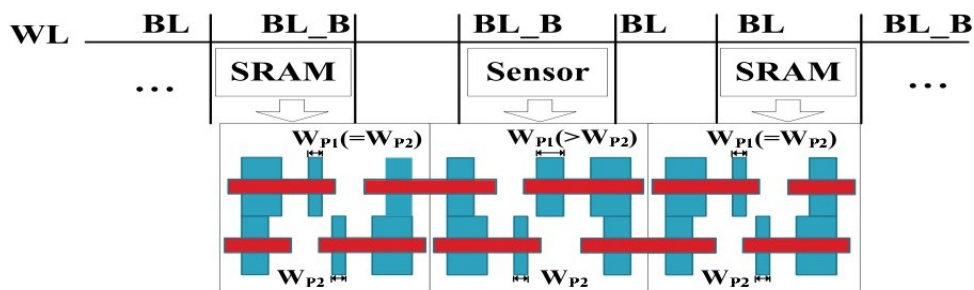 WL BL BL_B BL_B BL BL BL_B
... SRAM Sensor SRAM ...
WP1(=WP2) WP1(>WP2) WP1(=WP2)
WP2 WP2 WP2